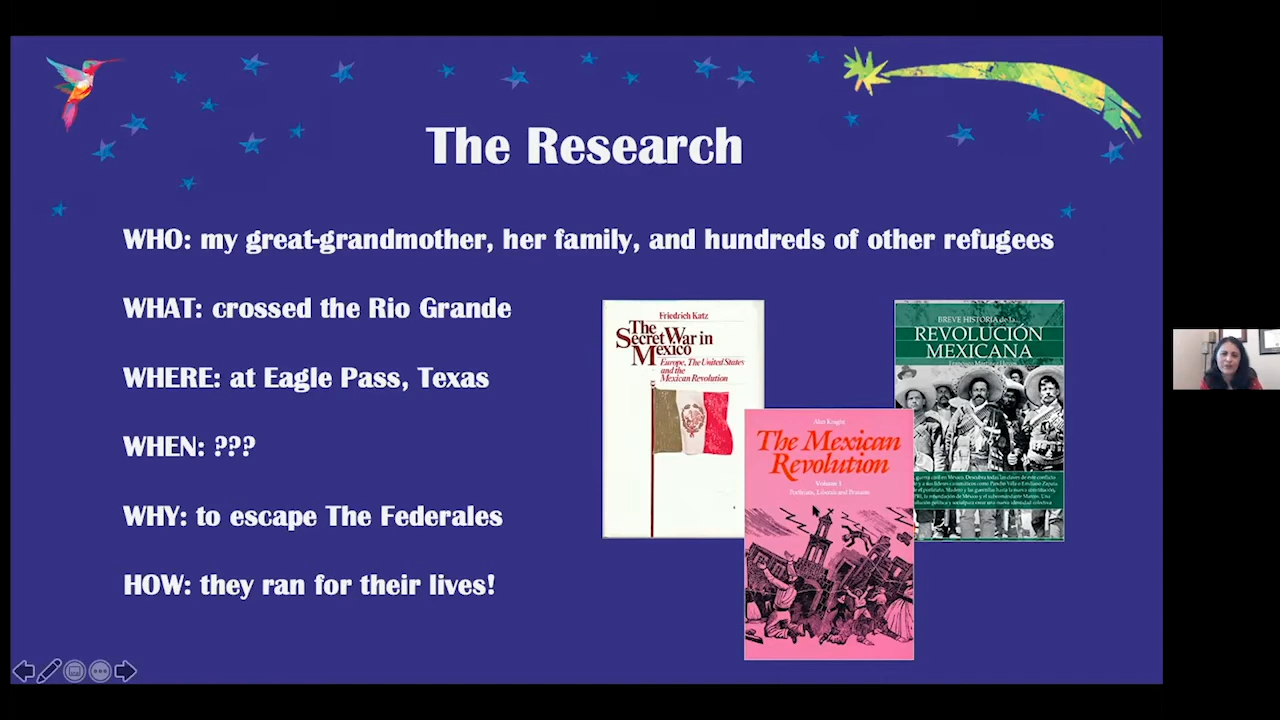 The Research
WHO: my great-grandmother, her family, and hundreds of other refugees
WHAT: crossed the Rio Grande
WHERE: at Eagle Pass, Texas
WHEN: ???
WHY: to escape The Federales
HOW: they ran for their lives!
Friedrich Katz
The
Secret War in
Mexico
Europe, The United States
and the
Mexican Revolution
Alan Knight
The Mexican
Revolution
Volume 1
Porfirians, Liberals and Peasants
BREVE HISTORIA de la...
REVOLUCIÓN
MEXICANA